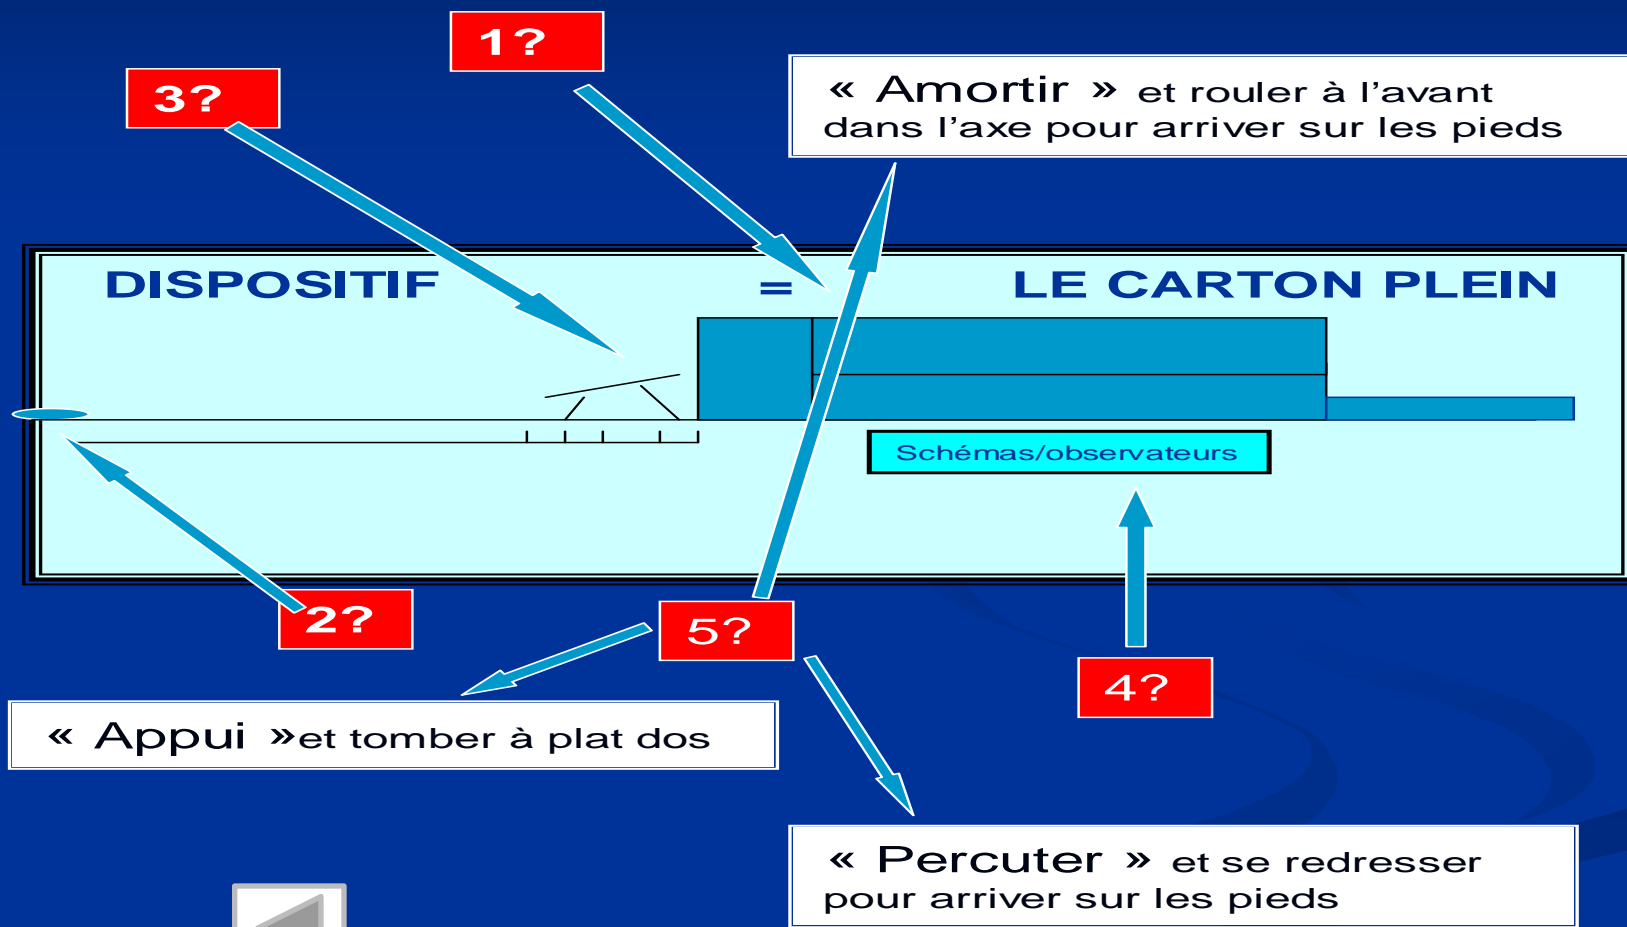 1?
3?
« Amortir » et rouler à l’avant
dans l’axe pour arriver sur les pieds
DISPOSITIF = LE CARTON PLEIN
Schémas/observateurs
2?
5?
4?
« Appui »et tomber à plat dos
« Percuter » et se redresser
pour arriver sur les pieds